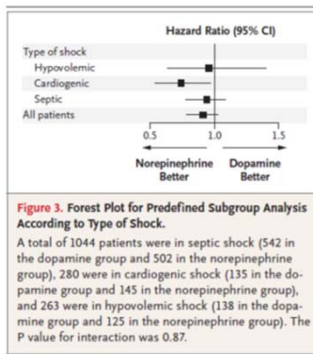 Hazard Ratio (95% CI)
Type of shock
Hypovolemic
Cardiogenic
Septic
All patients
0.5 1.0 1.5
Norepinephrine Better Dopamine Better
Figure 3. Forest Plot for Predefined Subgroup Analysis
According to Type of Shock.
A total of 1044 patients were in septic shock (542 in
the dopamine group and 502 in the norepinephrine
group), 280 were in cardiogenic shock (135 in the do-
pamine group and 145 in the norepinephrine group),
and 263 were in hypovolemic shock (138 in the dopa-
mine group and 125 in the norepinephrine group). The
P value for interaction was 0.87.